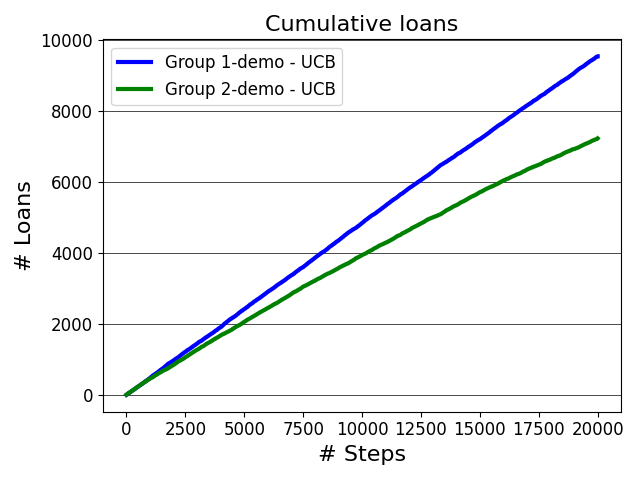 Cumulative loans
Group 1-demo - UCB
Group 2-demo - UCB
# Loans
10000
8000
6000
4000
2000
0
0 2500 5000 7500 10000 12500 15000 17500 20000
# Steps